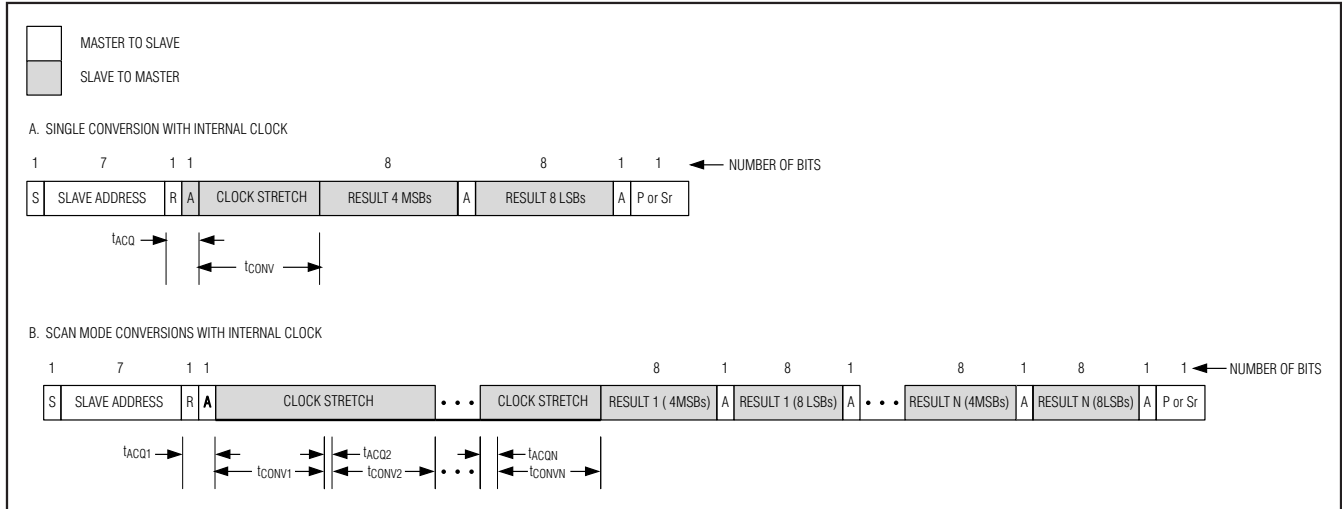 MASTER TO SLAVE
SLAVE TO MASTER
A. SINGLE CONVERSION WITH INTERNAL CLOCK
1 7 1 1 8 8 1 1 NUMBER OF BITS
S SLAVE ADDRESS R A CLOCK STRETCH RESULT 4 MSBs A RESULT 8 LSBs A P or Sr
tACQ
tCONV
B. SCAN MODE CONVERSIONS WITH INTERNAL CLOCK
1 7 1 1 8 1 8 1 8 1 8 1 1 NUMBER OF BITS
S SLAVE ADDRESS R A CLOCK STRETCH • • • CLOCK STRETCH RESULT 1 ( 4MSBs) A RESULT 1 (8 LSBs) A • • • RESULT N (4MSBs) A RESULT N (8LSBs) A P or Sr
tACQ1 tACQ2 tACQN
tCONV1 tCONV2 • • • tCONVN